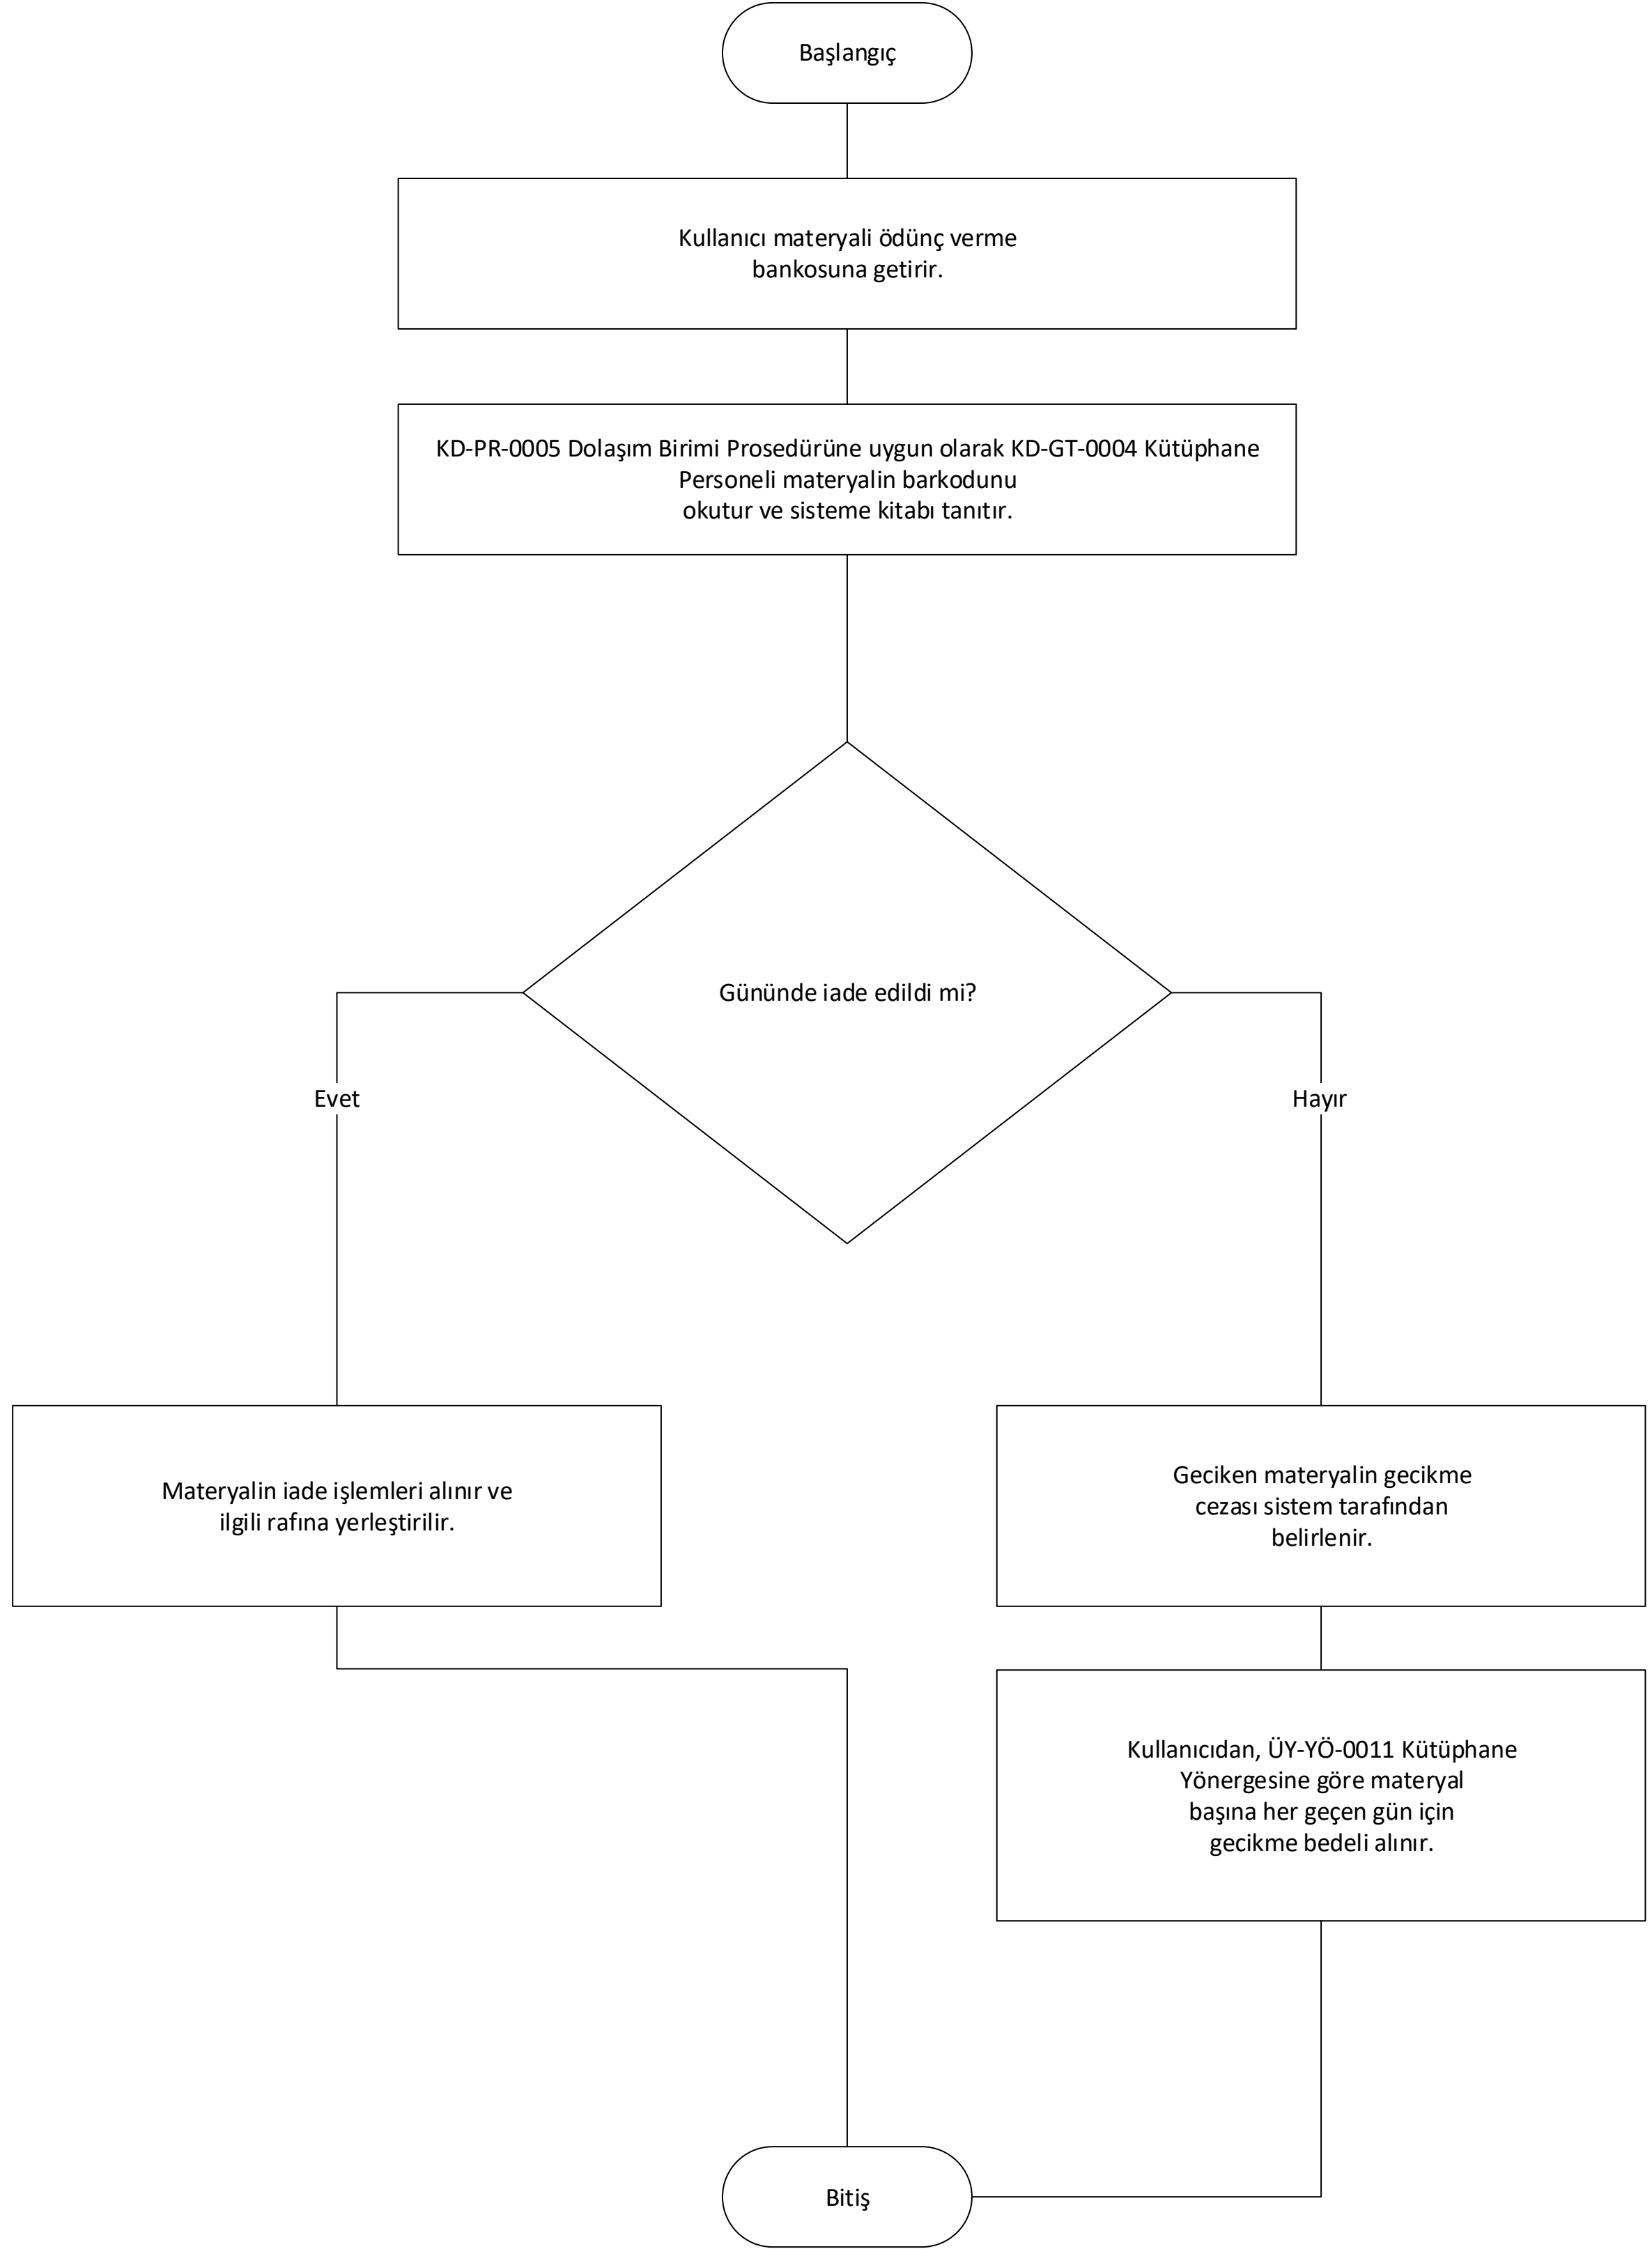 Başlangıç
Kullanıcı materyali ödünç verme
bankosuna getirir.
KD-PR-0005 Dolaşım Birimi Prosedürüne uygun olarak KD-GT-0004 Kütüphane
Personeli materyalin barkodunu
okutur ve sisteme kitabı tanıtır.
Gününde iade edildi mi?
Evet
Hayır
Materyalin iade işlemleri alınır ve
ilgili rafına yerleştirilir.
Geciken materyalin gecikme
cezası sistem tarafından
belirlenir.
Kullanıcıdan, ÜY-YÖ-0011 Kütüphane
Yönergesine göre materyal
başına her geçen gün için
gecikme bedeli alınır.
Bitiş